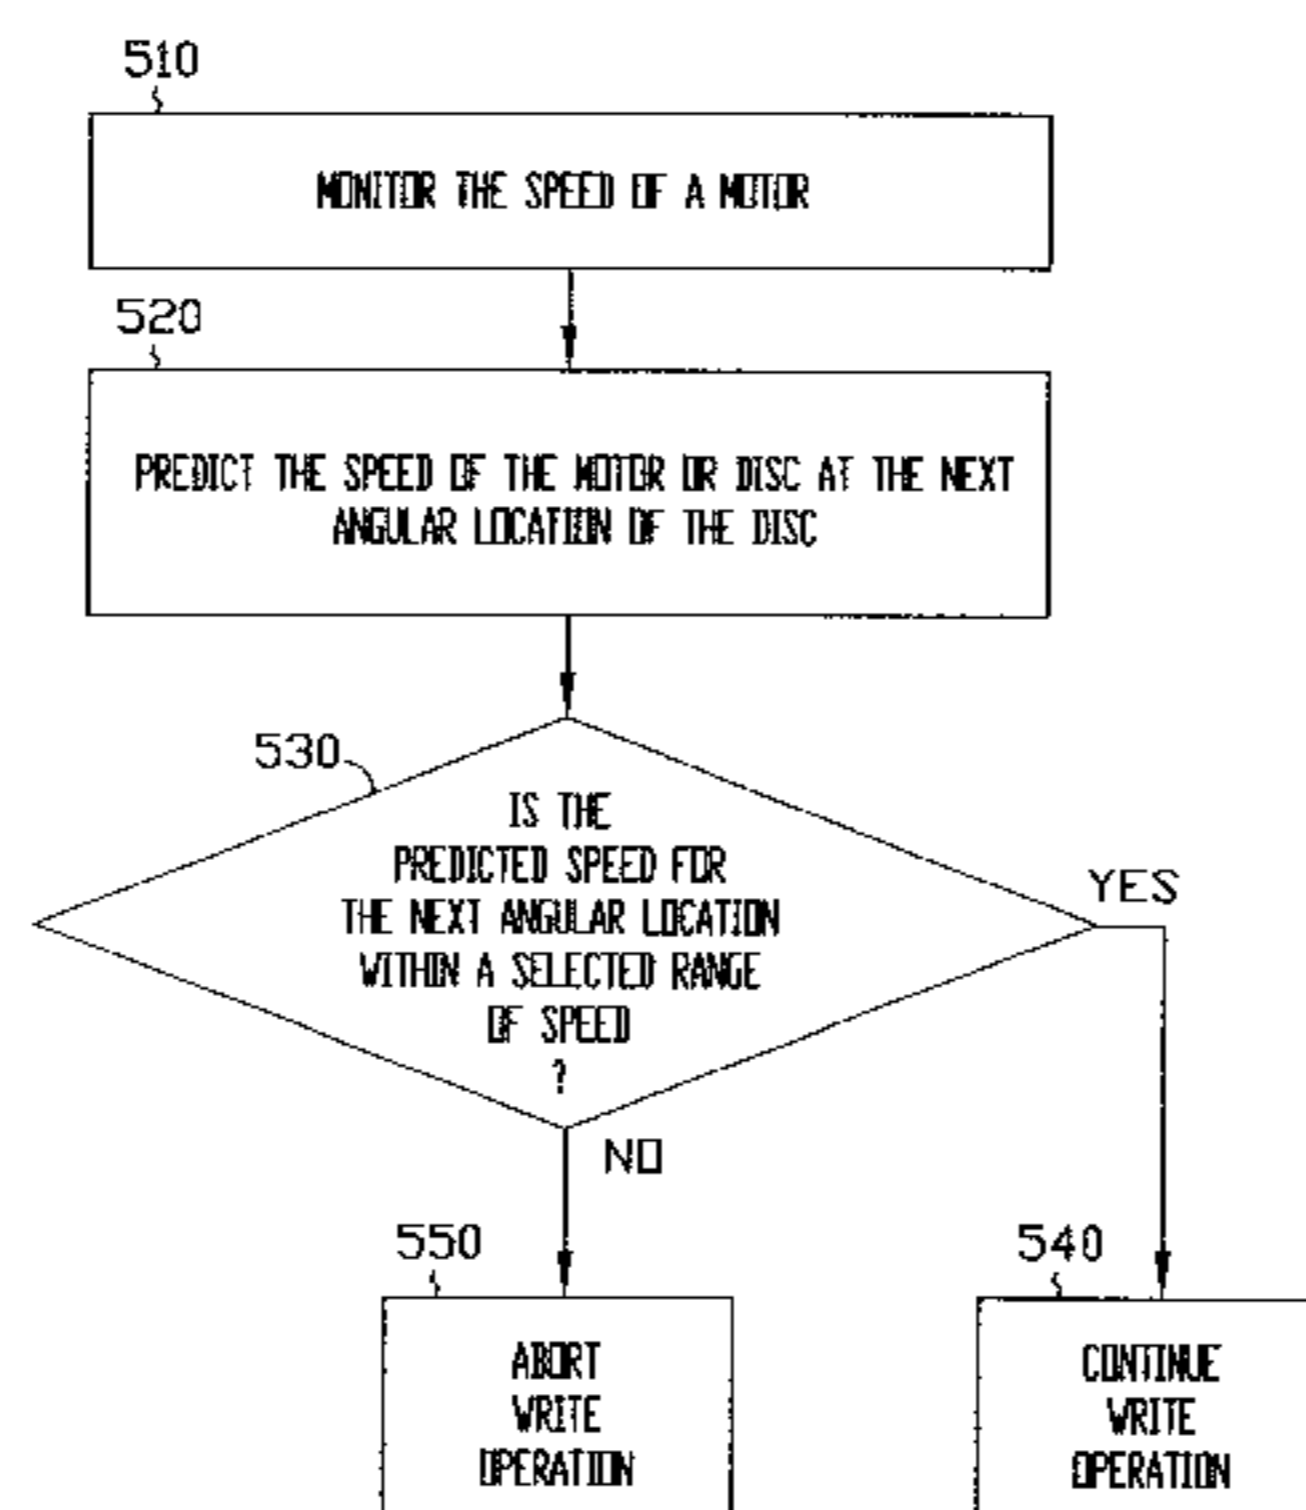 510
MONITOR THE SPEED OF A MOTOR
520
PREDICT THE SPEED OF THE MOTOR OR DISC AT THE NEXT
ANGULAR LOCATION OF THE DISC
530
IS THE
PREDICTED SPEED FOR
THE NEXT ANGULAR LOCATION
WITHIN A SELECTED RANGE
OF SPEED
?
YES
NO
550
ABORT
WRITE
OPERATION
540
CONTINUE
WRITE
OPERATION